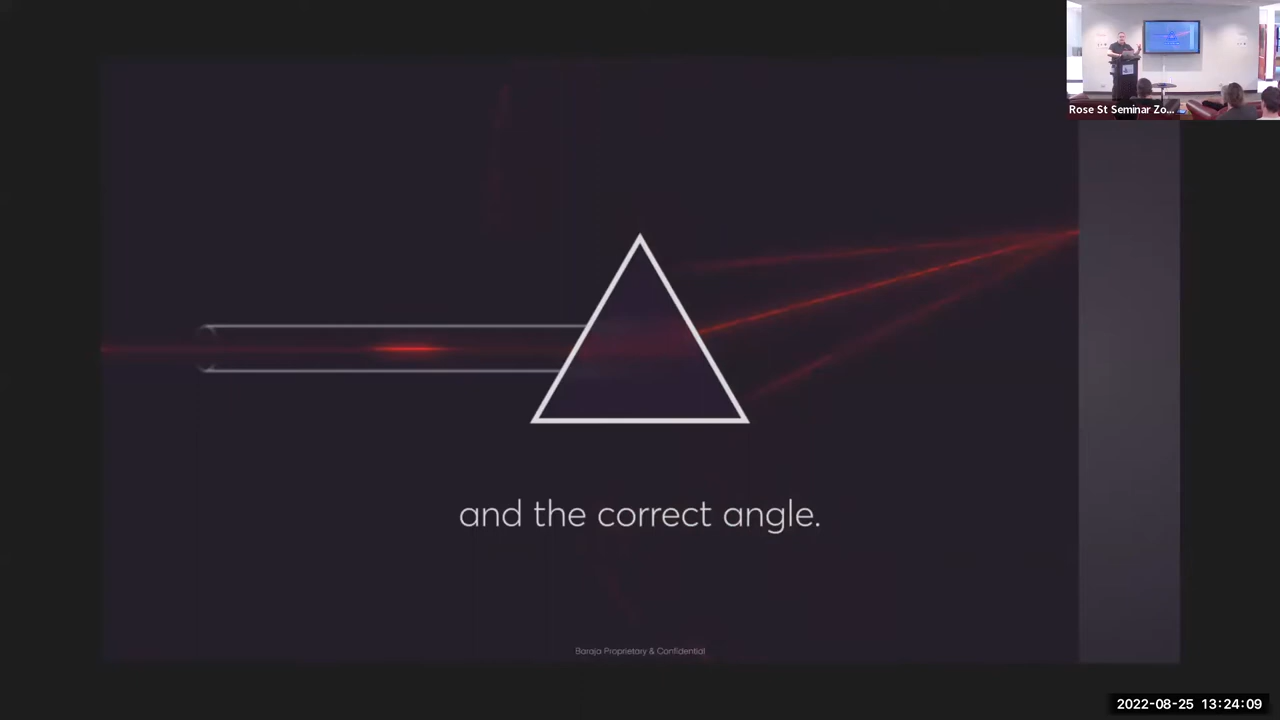 Rose St Seminar Zo...
and the correct angle.
Baraja Proprietary & Confidential
2022-08-25 13:24:09